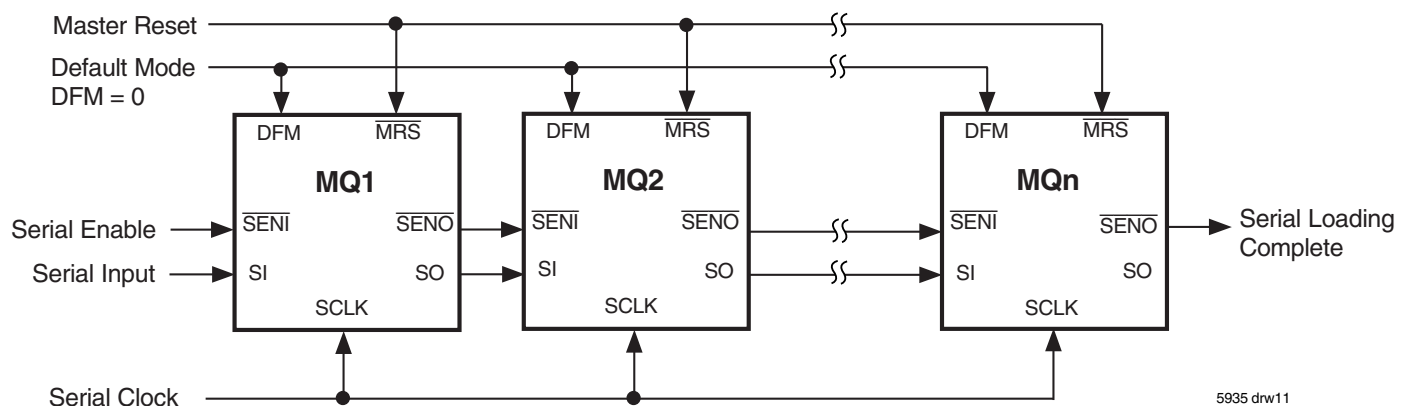 Master Reset
Default Mode
DFM = 0
DFM MRS
MQ1
SENI SENO
SI SO
SCLK
DFM MRS
MQ2
SENI SENO
SI SO
DFM MRS
MQn
SENI SENO
SI SO
Serial Enable
Serial Input
Serial Loading
Complete
Serial Clock
5935 drw11